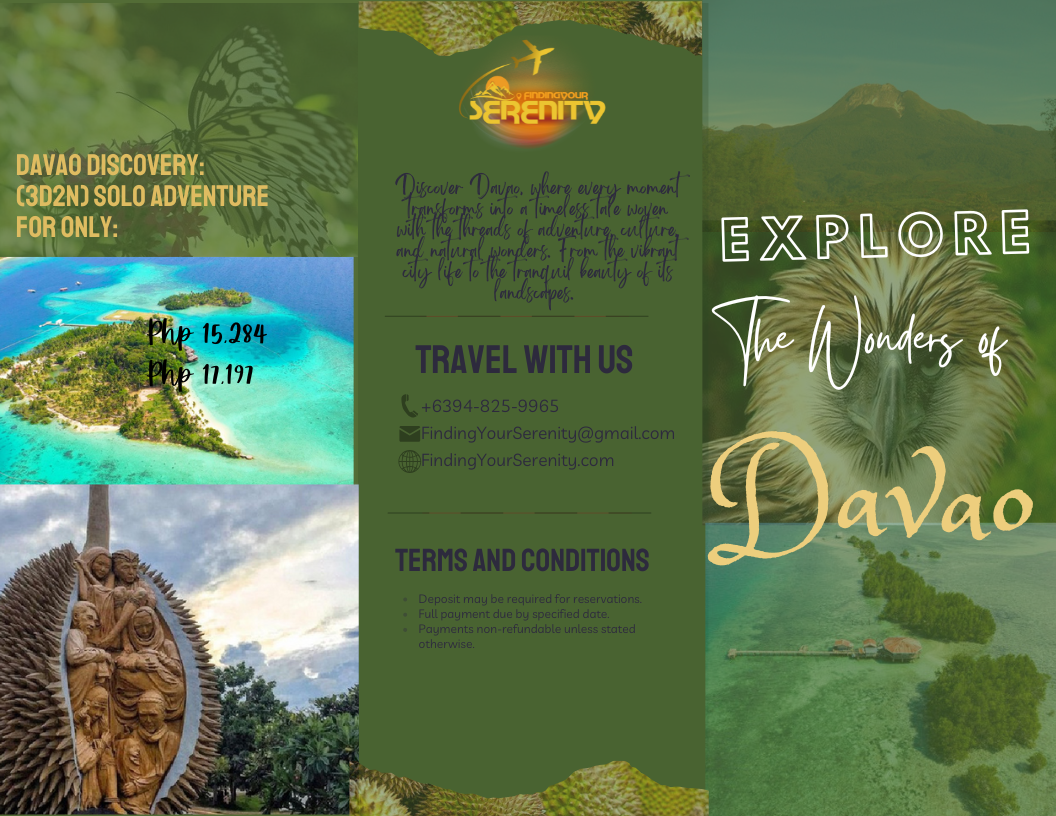 DAVAO DISCOVERY:
(3D2N) SOLO ADVENTURE
FOR ONLY:
Php 15,284
Php 17,197
FINDING YOUR
SERENITY
Discover Davao, where every moment
transforms into a timeless tale woven
with the threads of adventure, culture,
and natural wonders. From the vibrant
city life to the tranquil beauty of its
landscapes.
TRAVEL WITH US
+6394-825-9965
FindingYourSerenity@gmail.com
FindingYourSerenity.com
TERMS AND CONDITIONS
• Deposit may be required for reservations.
• Full payment due by specified date.
• Payments non-refundable unless stated
otherwise.
EXPLORE
The Wonders of
Davao